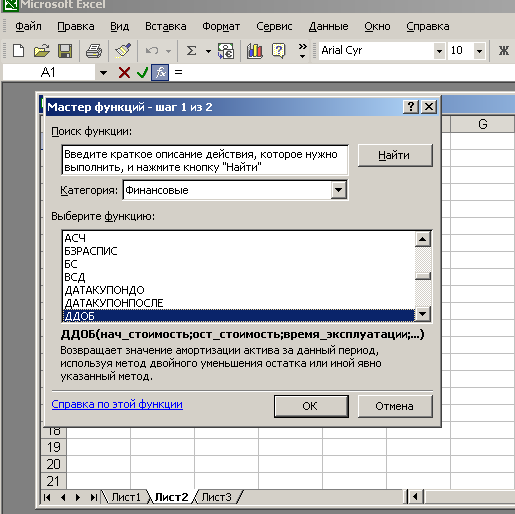 Microsoft Excel
Файл Правка Вид Вставка Формат Сервис Данные Окно Справка
Arial Cyr 10 Ж
A1 =
Мастер функций - шаг 1 из 2
G
Поиск функции:
Введите краткое описание действия, которое нужно
выполнить, и нажмите кнопку "Найти"
Найти
Категория: Финансовые
Выберите функцию:
АСЧ
БЗРАСПИС
БС
ВСД
ДАТАКУПОНДО
ДАТАКУПОНПОСЛЕ
ДДОБ
ДДОБ(нач_стоимость;ост_стоимость;время_эксплуатации;...)
Возвращает значение амортизации актива за данный период,
используя метод двойного уменьшения остатка или иной явно
указанный метод.
Справка по этой функции
ОК
Отмена
18
19
20
21
Лист1 Лист2 Лист3